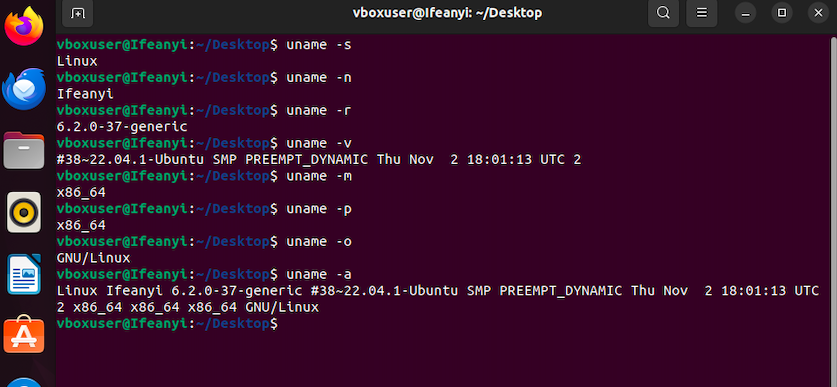 vboxuser@Ifeanyi: ~/Desktop
vboxuser@Ifeanyi:~/Desktop$ uname -s
Linux
vboxuser@Ifeanyi:~/Desktop$ uname -n
Ifeanyi
vboxuser@Ifeanyi:~/Desktop$ uname -r
6.2.0-37-generic
vboxuser@Ifeanyi:~/Desktop$ uname -v
#38~22.04.1-Ubuntu SMP PREEMPT_DYNAMIC Thu Nov  2 18:01:13 UTC 2
vboxuser@Ifeanyi:~/Desktop$ uname -m
x86_64
vboxuser@Ifeanyi:~/Desktop$ uname -p
x86_64
vboxuser@Ifeanyi:~/Desktop$ uname -o
GNU/Linux
vboxuser@Ifeanyi:~/Desktop$ uname -a
Linux Ifeanyi 6.2.0-37-generic #38~22.04.1-Ubuntu SMP PREEMPT_DYNAMIC Thu Nov  2 18:01:13 UTC
2 x86_64 x86_64 x86_64 GNU/Linux
vboxuser@Ifeanyi:~/Desktop$